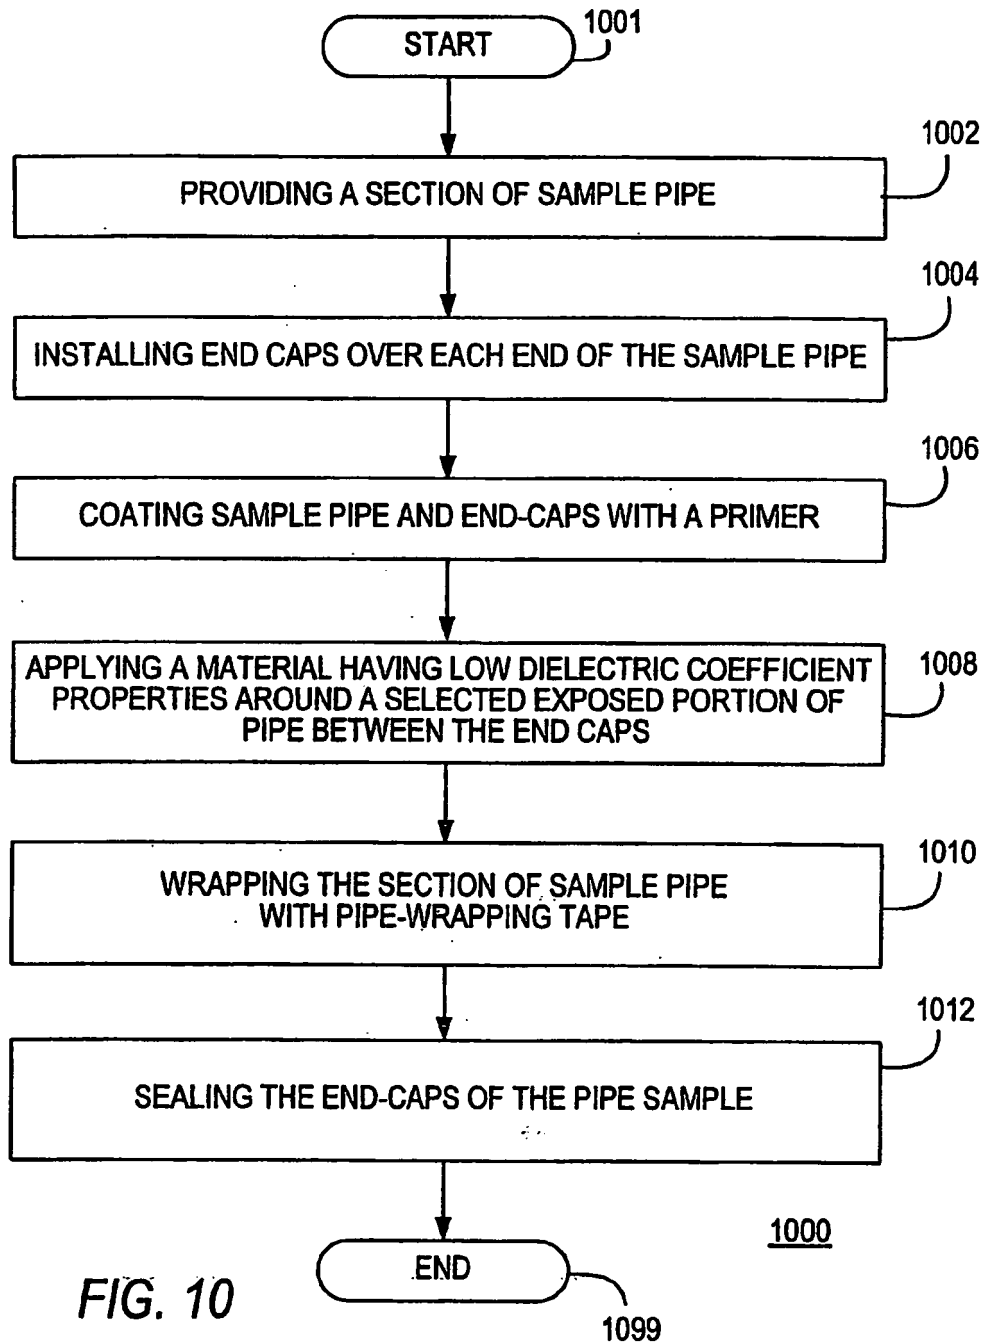 START
1001
1002
PROVIDING A SECTION OF SAMPLE PIPE
1004
INSTALLING END CAPS OVER EACH END OF THE SAMPLE PIPE
1006
COATING SAMPLE PIPE AND END-CAPS WITH A PRIMER
APPLYING A MATERIAL HAVING LOW DIELECTRIC COEFFICIENT
PROPERTIES AROUND A SELECTED EXPOSED PORTION OF
PIPE BETWEEN THE END CAPS
1008
WRAPPING THE SECTION OF SAMPLE PIPE
WITH PIPE-WRAPPING TAPE
1010
1012
SEALING THE END-CAPS OF THE PIPE SAMPLE
1000
END
1099
FIG. 10